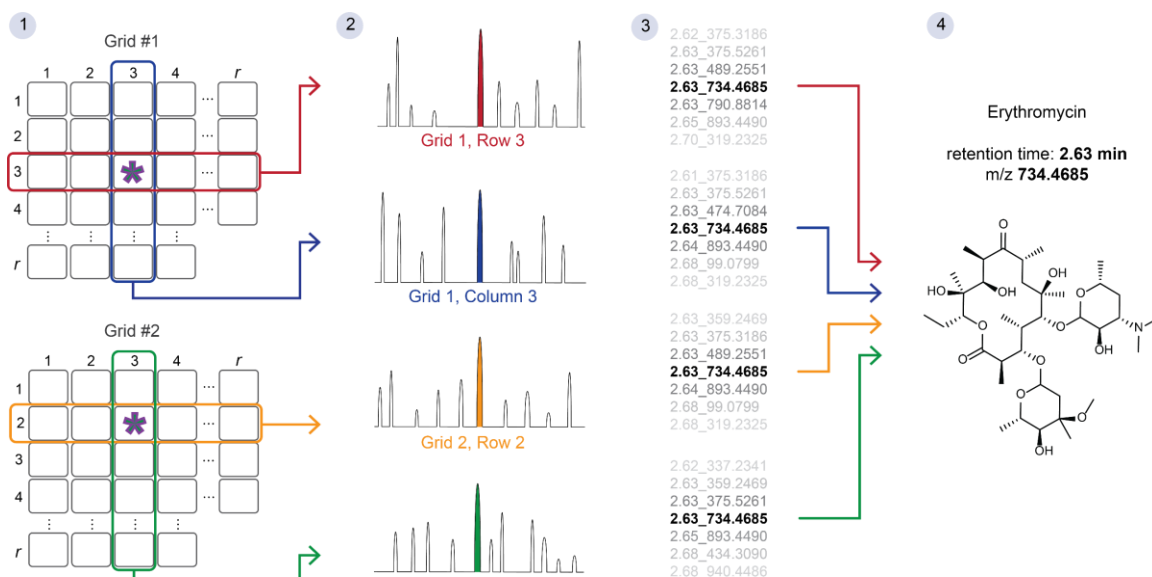 1
Grid #1
1 2 3 4 r
1
2
3 * ...
4
r
Grid #2
1 2 3 4 ... r
1
2 * ...
3 ...
4 ...
r
2
Grid 1, Row 3
Grid 1, Column 3
Grid 2, Row 2
3
2.62_375.3186
2.63_375.5261
2.63_489.2551
2.63_734.4685
2.63_790.8814
2.65_893.4490
2.70_319.2325
2.61_375.3186
2.63_375.5261
2.63_474.7084
2.63_734.4685
2.64_893.4490
2.68_99.0799
2.68_319.2325
2.63_359.2469
2.63_375.3186
2.63_489.2551
2.63_734.4685
2.64_893.4490
2.68_99.0799
2.68_319.2325
2.62_337.2341
2.63_359.2469
2.63_375.5261
2.63_734.4685
2.65_893.4490
2.68_434.3090
2.68_940.4486
4
Erythromycin
retention time: 2.63 min
m/z 734.4685
O
OH
HO OH
O
O
O
O
N
HO
OH
O
O
O
OH